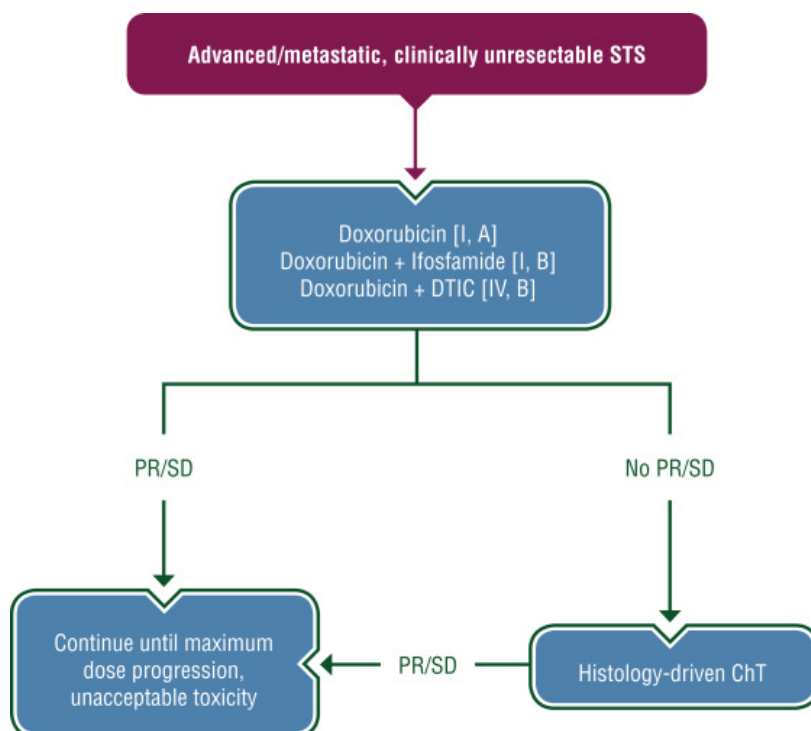 Advanced/metastatic, clinically unresectable STS
Doxorubicin [I, A]
Doxorubicin + Ifosfamide [I, B]
Doxorubicin + DTIC [IV, B]
PR/SD
No PR/SD
Continue until maximum
dose progression,
unacceptable toxicity
PR/SD
Histology-driven ChT